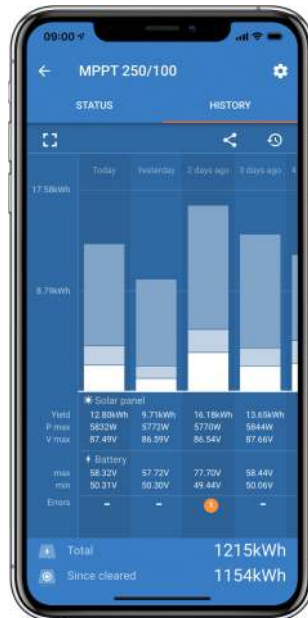 09:00
MPPT 250/100
STATUS HISTORY
Today Yesterday 2 days ago 3 days ago 4
17.58kWh
8.79kWh
Solar panel
Yield 12.80kWh 9.71kWh 16.18kWh 13.65kWh
P max 5832W 5772W 5770W 5844W
V max 87.49V 86.59V 86.54V 87.66V
Battery
max 58.32V 57.72V 77.70V 58.44V
min 50.31V 50.30V 49.44V 50.06V
Errors - - -
Total 1215kWh
Since cleared 1154kWh